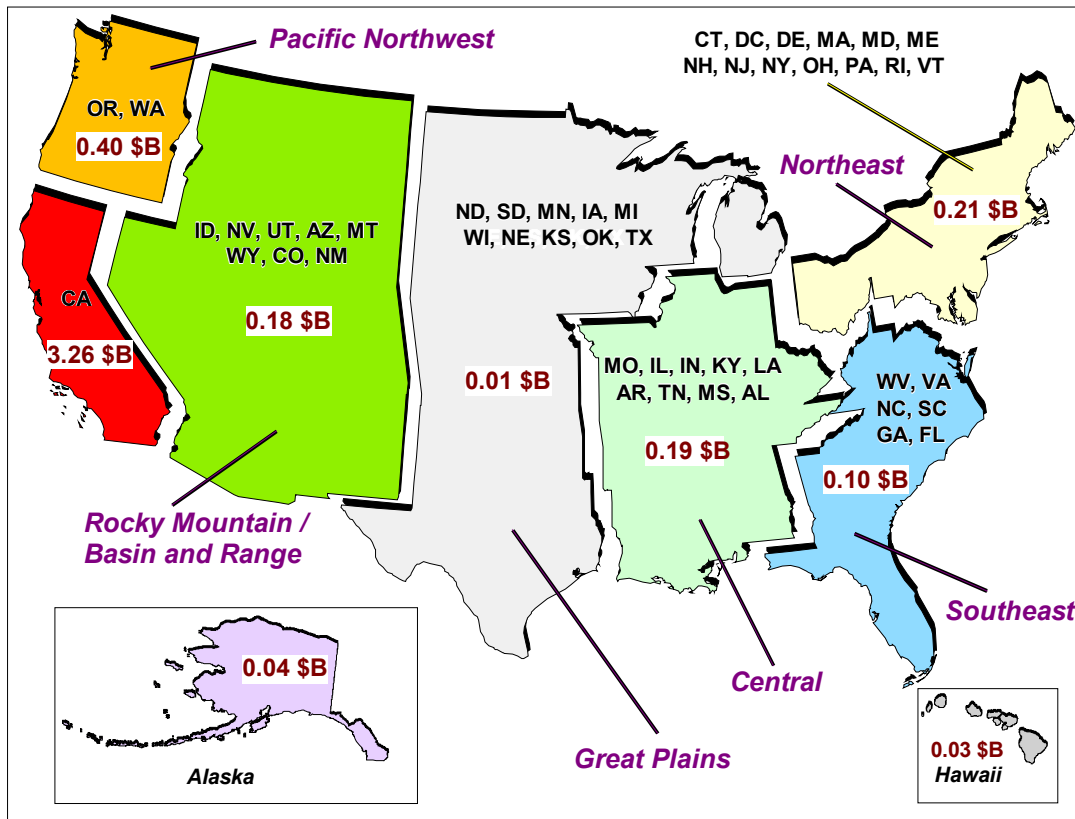 Pacific Northwest
OR, WA
0.40 $B
CT, DC, DE, MA, MD, ME
NH, NJ, NY, OH, PA, RI, VT
Northeast
0.21 $B
ND, SD, MN, IA, MI
WI, NE, KS, OK, TX
0.01 $B
ID, NV, UT, AZ, MT
WY, CO, NM
0.18 $B
CA
3.26 $B
MO, IL, IN, KY, LA
AR, TN, MS, AL
0.19 $B
WV, VA
NC, SC
GA, FL
0.10 $B
Rocky Mountain /
Basin and Range
Southeast
Central
Great Plains
0.04 $B
Alaska
0.03 $B
Hawaii